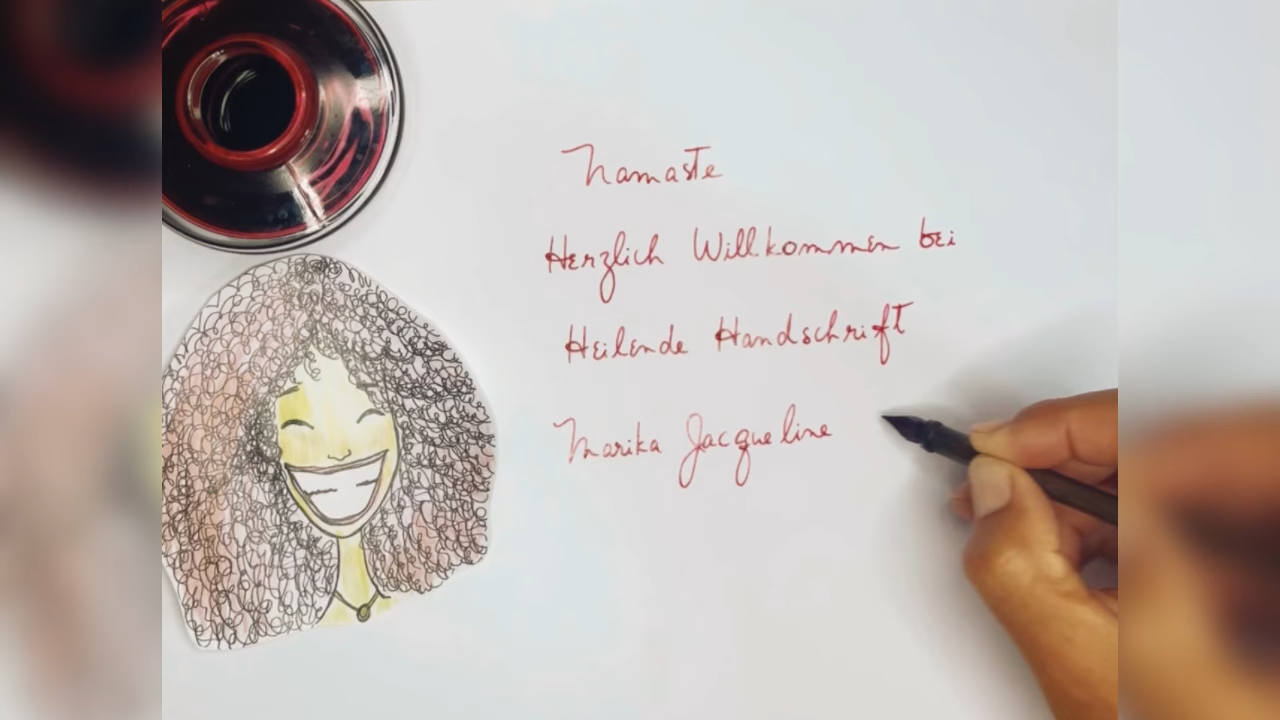 Namaste
Herzlich Willkommen bei
Heilende Handschrift
Marika Jacqueline